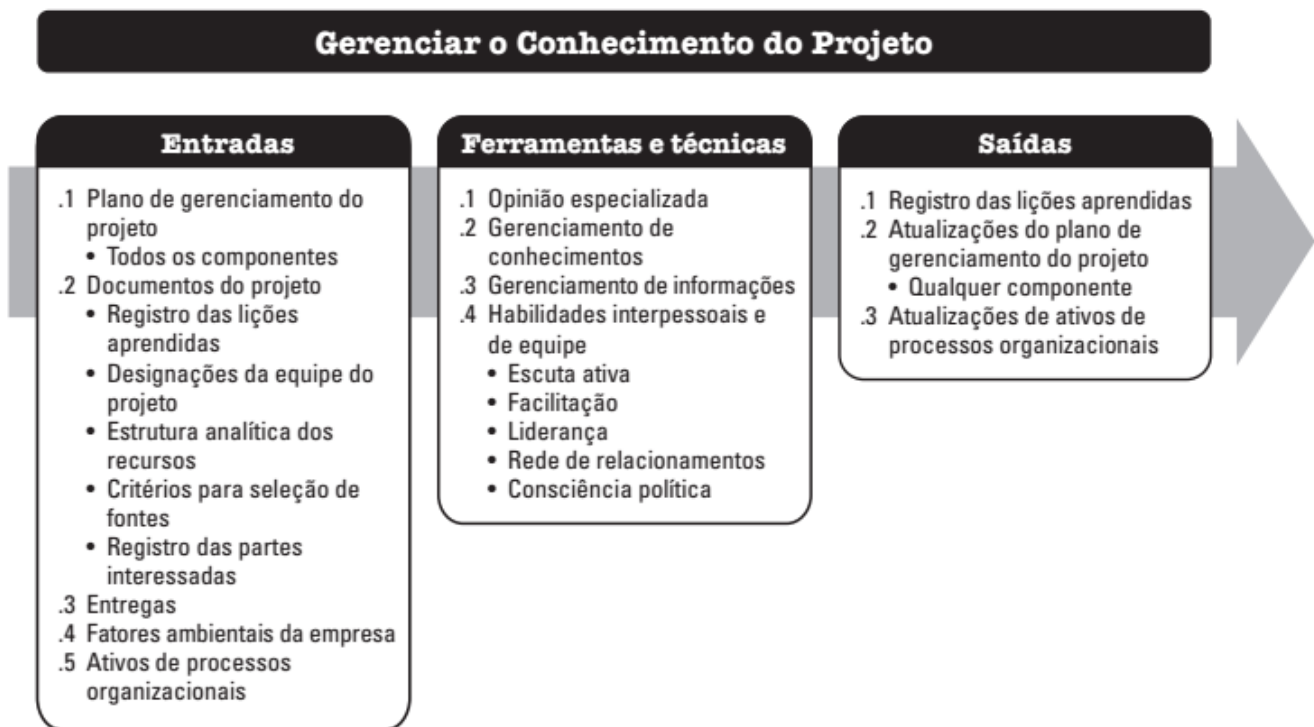 Gerenciar o Conhecimento do Projeto
Entradas
.1 Plano de gerenciamento do
projeto
• Todos os componentes
.2 Documentos do projeto
• Registro das lições
aprendidas
• Designações da equipe do
projeto
• Estrutura analítica dos
recursos
• Critérios para seleção de
fontes
• Registro das partes
interessadas
.3 Entregas
.4 Fatores ambientais da empresa
.5 Ativos de processos
organizacionais
Ferramentas e técnicas
.1 Opinião especializada
.2 Gerenciamento de
conhecimentos
.3 Gerenciamento de informações
.4 Habilidades interpessoais e
de equipe
• Escuta ativa
• Facilitação
• Liderança
• Rede de relacionamentos
• Consciência política
Saídas
.1 Registro das lições aprendidas
.2 Atualizações do plano de
gerenciamento do projeto
• Qualquer componente
.3 Atualizações de ativos de
processos organizacionais